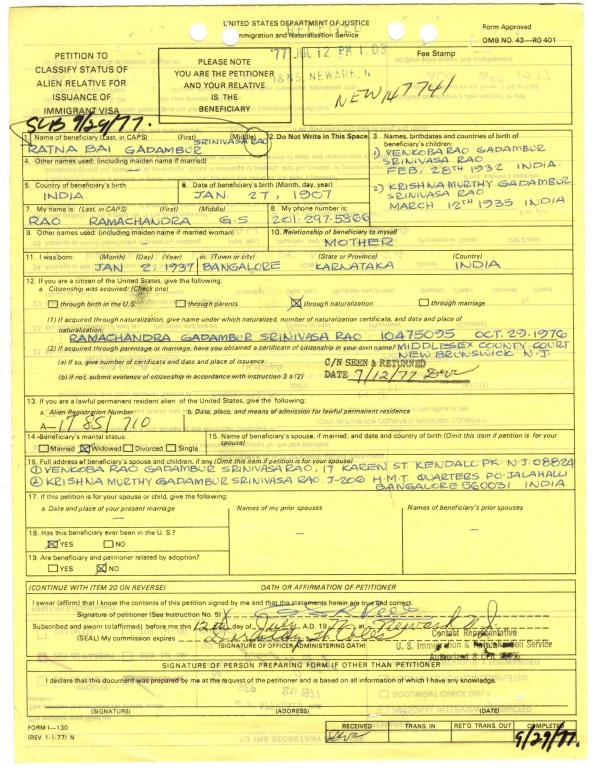 UNITED STATES DEPARTMENT OF JUSTICE
Immigration and Naturalization Service
Form Approved
OMB NO. 43—RO 401
PETITION TO
CLASSIFY STATUS OF
ALIEN RELATIVE FOR
ISSUANCE OF
IMMIGRANT VISA
PLEASE NOTE
YOU ARE THE PETITIONER
AND YOUR RELATIVE
IS THE
BENEFICIARY
RECEIVED
'77 JUL 12 PM 1:03
I&NS, NEWARK, N.J.
Fee Stamp
NEW 147741
SCB 9/29/77.
1. Name of beneficiary (Last, in CAPS) (First) (Middle)
RATNA BAI GADAMBUR SRINIVASA RAO
2. Do Not Write in This Space
3. Names, birthdates and country of birth of beneficiary's children:
1) VENKOBA RAO GADAMBUR
SRINIVASA RAO
FEB, 28TH 1932 INDIA
2) KRISHNA MURTHY GADAMBUR
SRINIVASA RAO
MARCH 12TH 1935 INDIA
4. Other names used: (including maiden name if married)
5. Country of beneficiary's birth
INDIA
6. Date of beneficiary's birth (Month, day, year)
JAN 27, 1907
7. My name is: (Last, in CAPS) (First) (Middle)
RAO RAMACHANDRA G.S
8. My phone number is:
201-297-5866
9. Other names used: (including maiden name if married woman)
10. Relationship of beneficiary to myself
MOTHER
11. I was born: (Month) (Day) (Year) in: (Town or city) (State or Province) (Country)
JAN 2, 1937 BANGALORE KARNATAKA INDIA
12. If you are a citizen of the United States, give the following:
a. Citizenship was acquired: (Check one)
through birth in the U.S. through parents through naturalization through marriage
(1) If acquired through naturalization, give name under which naturalized, number of naturalization certificate, and date and place of
naturalization:
RAMACHANDRA GADAMBUR SRINIVASA RAO 10475095 OCT. 29, 1976
(2) If acquired through parentage or marriage, have you obtained a certificate of citizenship in your own name?
MIDDLESEX COUNTY COURT
NEW BRUNSWICK N.J.
(a) If so, give number of certificate and date and place of issuance:
C/N SEEN & RETURNED
(b) If not, submit evidence of citizenship in accordance with instruction 3 a (2)
DATE 7/12/77
13. If you are a lawful permanent resident alien of the United States, give the following:
a. Alien Registration Number: b. Date, place, and means of admission for lawful permanent residence
A—17 851 710
14. Beneficiary's marital status:
Married Widowed Divorced Single
15. Name of beneficiary's spouse, if married, and date and country of birth (Omit this item if petition is for your
spouse)
16. Full address of beneficiary's spouse and children, if any (Omit this item if petition is for your spouse)
1 VENKOBA RAO GADAMBUR SRINIVASA RAO, 17 KAREN ST. KENDALL PK. N.J. 08824
2 KRISHNA MURTHY GADAMBUR SRINIVASA RAO. J-206 H.M.T. QUARTERS PO. JALAHALLI
BANGALORE 560031 INDIA
17. If this petition is for your spouse or child, give the following:
a. Date and place of your present marriage
Names of my prior spouses
Names of beneficiary's prior spouses
18. Has this beneficiary ever been in the U.S.?
YES NO
19. Are beneficiary and petitioner related by adoption?
YES NO
(CONTINUE WITH ITEM 20 ON REVERSE) OATH OR AFFIRMATION OF PETITIONER
I swear (affirm) that I know the contents of this petition signed by me and that the statements herein are true and correct.
Signature of petitioner (See Instruction No. 5) X
Subscribed and sworn to (affirmed) before me this 12th day of July, A.D. 19 77 at Newark N.J.
(SEAL) My commission expires
(SIGNATURE OF OFFICER ADMINISTERING OATH)
Contact Representative
U. S. Immigration & Naturalization Service
SIGNATURE OF PERSON PREPARING FORM IF OTHER THAN PETITIONER
I declare that this document was prepared by me at the request of the petitioner and is based on all information of which I have any knowledge.
(SIGNATURE) (ADDRESS) (DATE)
FORM I—130
(REV. 1-1-77) N
RECEIVED TRANS. IN RET'D. TRANS. OUT COMPLETED
9/29/77.